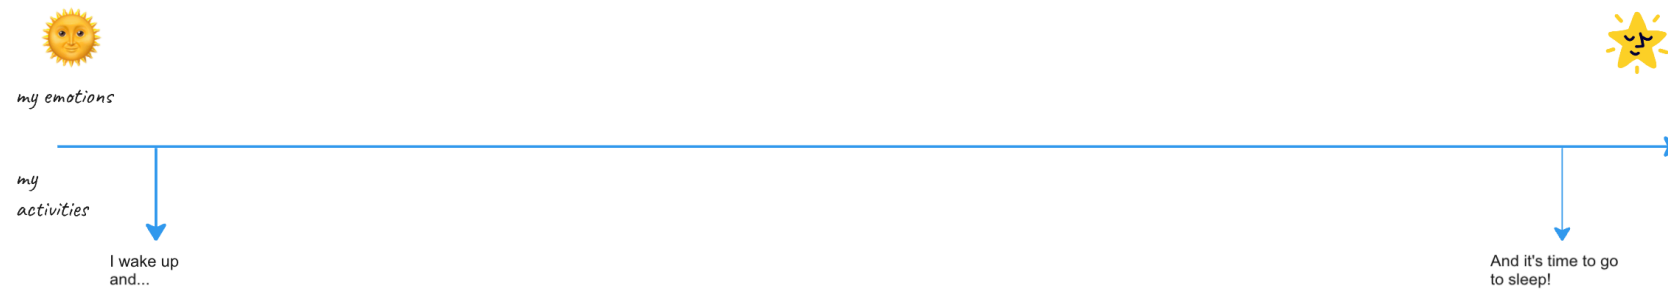 my emotions
my
activities
I wake up
and...
And it's time to go
to sleep!